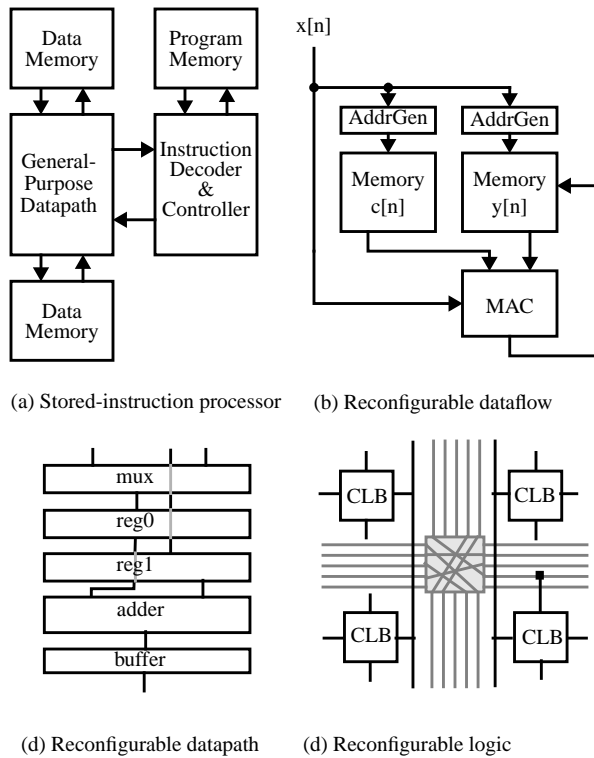 x[n]
Data
Memory
Program
Memory
AddrGen
AddrGen
General-
Purpose
Datapath
Instruction
Decoder
&
Controller
Memory
c[n]
Memory
y[n]
Data
Memory
MAC
(a) Stored-instruction processor
(b) Reconfigurable dataflow
mux
reg0
reg1
adder
buffer
CLB
CLB
CLB
CLB
(d) Reconfigurable datapath
(d) Reconfigurable logic